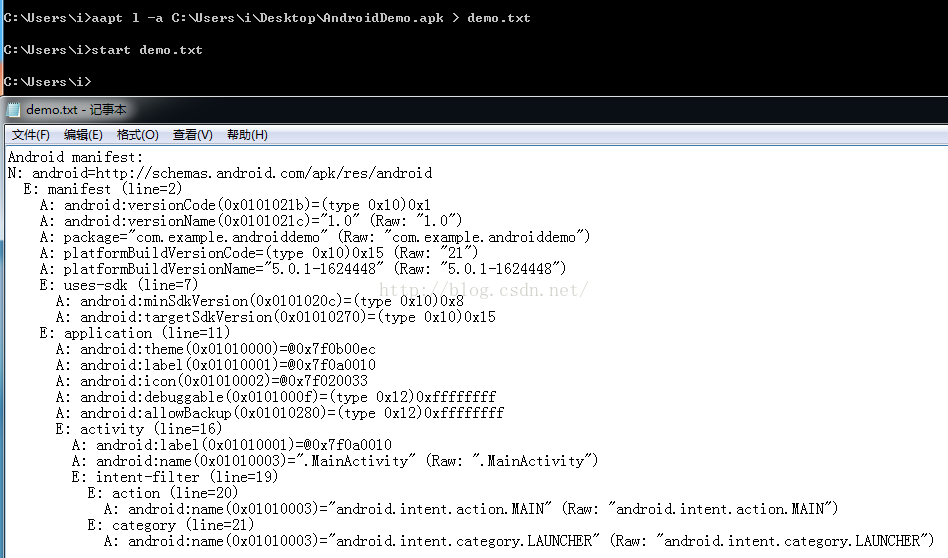 C:\Users\i>aapt l -a C:\Users\i\Desktop\AndroidDemo.apk > demo.txt
C:\Users\i>start demo.txt
C:\Users\i>
demo.txt - 记事本
文件(F) 编辑(E) 格式(O) 查看(V) 帮助(H)
Android manifest:
N: android=http://schemas.android.com/apk/res/android
E: manifest (line=2)
A: android:versionCode(0x0101021b)=(type 0x10)0x1
A: android:versionName(0x0101021c)="1.0" (Raw: "1.0")
A: package="com.example.androiddemo" (Raw: "com.example.androiddemo")
A: platformBuildVersionCode=(type 0x10)0x15 (Raw: "21")
A: platformBuildVersionName="5.0.1-1624448" (Raw: "5.0.1-1624448")
E: uses-sdk (line=7)
http://blog.csdn.net/
A: android:minSdkVersion(0x0101020c)=(type 0x10)0x8
A: android:targetSdkVersion(0x01010270)=(type 0x10)0x15
E: application (line=11)
A: android:theme(0x01010000)=@0x7f0b00ec
A: android:label(0x01010001)=@0x7f0a0010
A: android:icon(0x01010002)=@0x7f020033
A: android:debuggable(0x0101000f)=(type 0x12)0xffffffff
A: android:allowBackup(0x01010280)=(type 0x12)0xffffffff
E: activity (line=16)
A: android:label(0x01010001)=@0x7f0a0010
A: android:name(0x01010003)=".MainActivity" (Raw: ".MainActivity")
E: intent-filter (line=19)
E: action (line=20)
A: android:name(0x01010003)="android.intent.action.MAIN" (Raw: "android.intent.action.MAIN")
E: category (line=21)
A: android:name(0x01010003)="android.intent.category.LAUNCHER" (Raw: "android.intent.category.LAUNCHER")